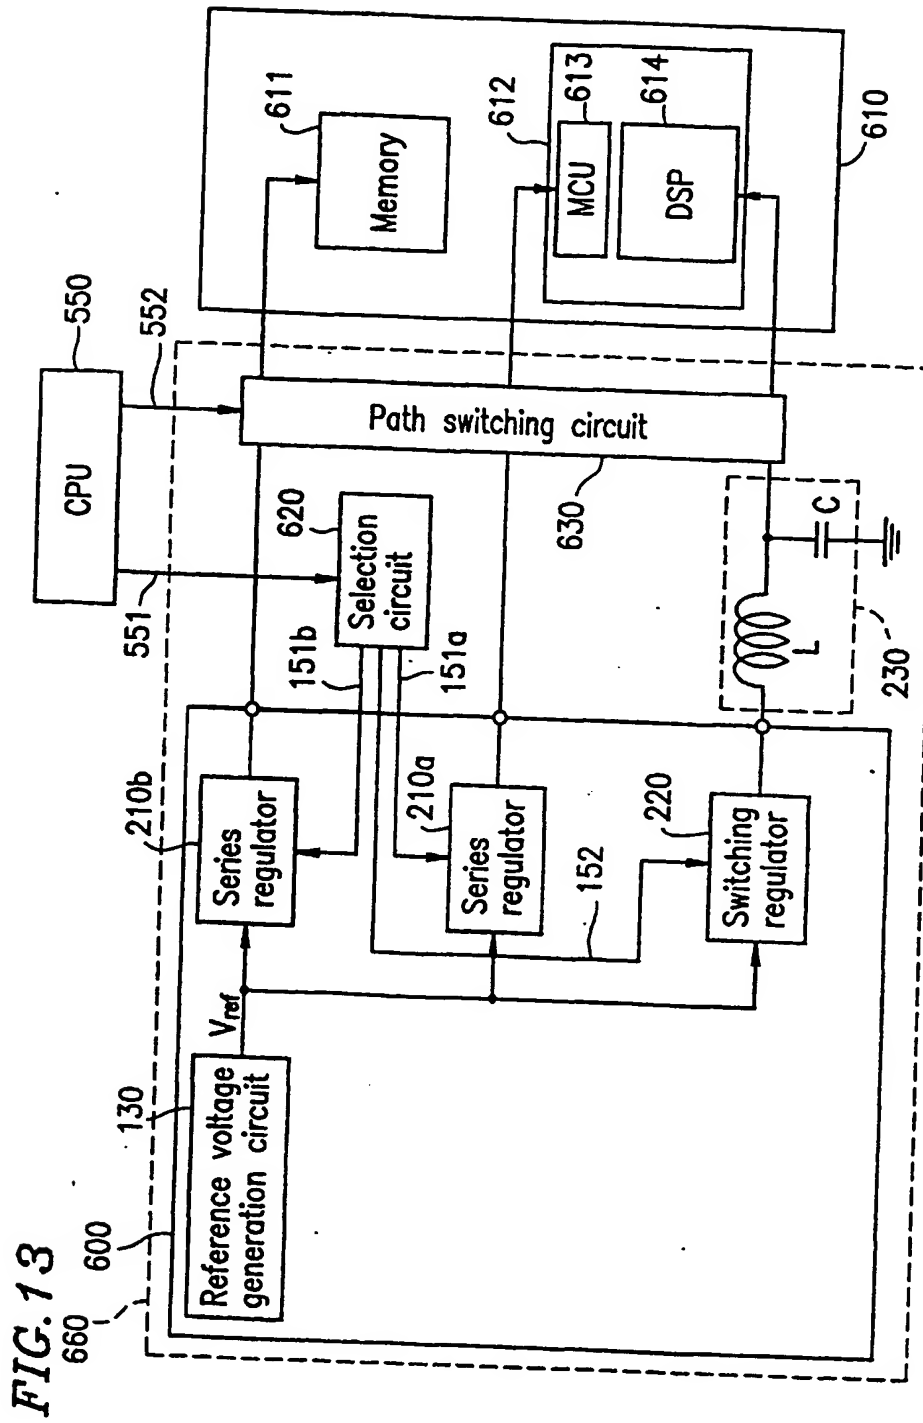 FIG. 13
660
600
130
Reference voltage
generation circuit
Vref
210b
Series
regulator
151b
151a
210a
Series
regulator
152
220
Switching
regulator
CPU
550
551
552
620
Selection
circuit
Path switching circuit
630
L
C
230
611
Memory
612
613
MCU
614
DSP
610